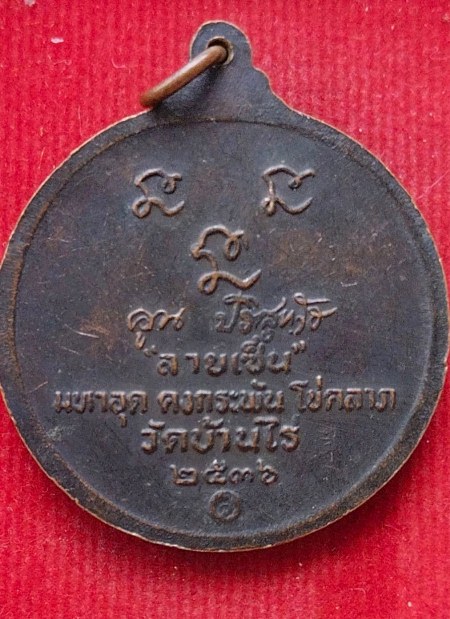 คูน ปริสุทฺโธ
"ลายเซ็น"
มหาอุด คงกระพัน โชคลาภ
วัดบ้านไร่
๒๕๓๖